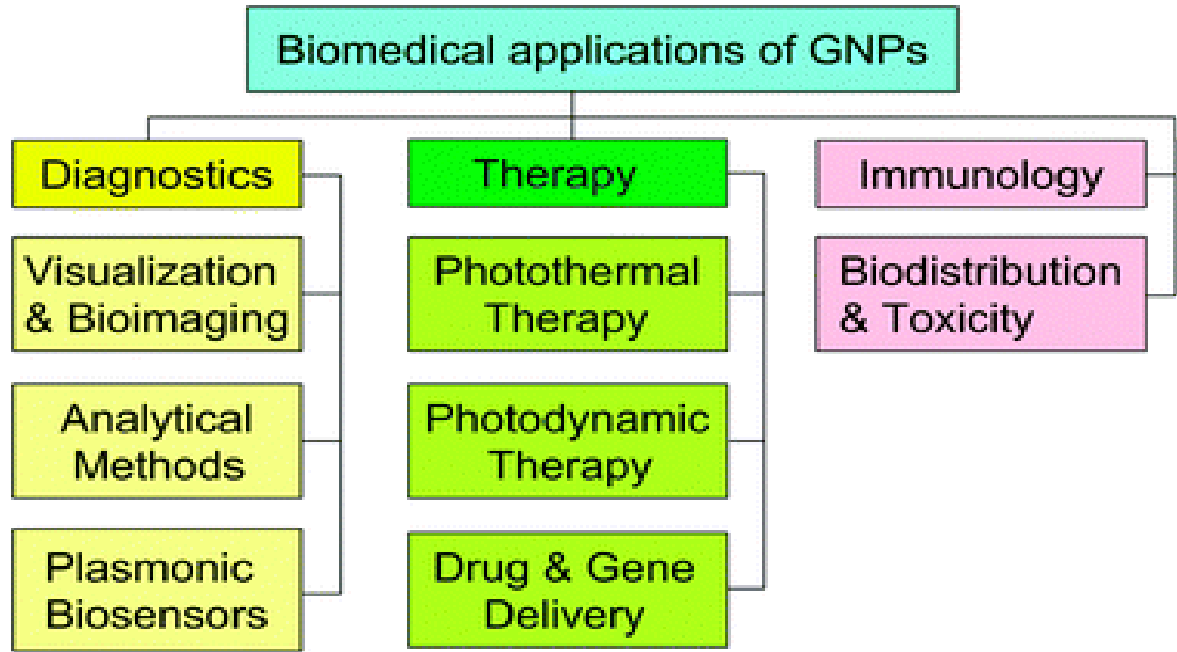 Biomedical applications of GNPs
Diagnostics
Visualization
& Bioimaging
Analytical
Methods
Plasmonic
Biosensors
Therapy
Photothermal
Therapy
Photodynamic
Therapy
Drug & Gene
Delivery
Immunology
Biodistribution
& Toxicity